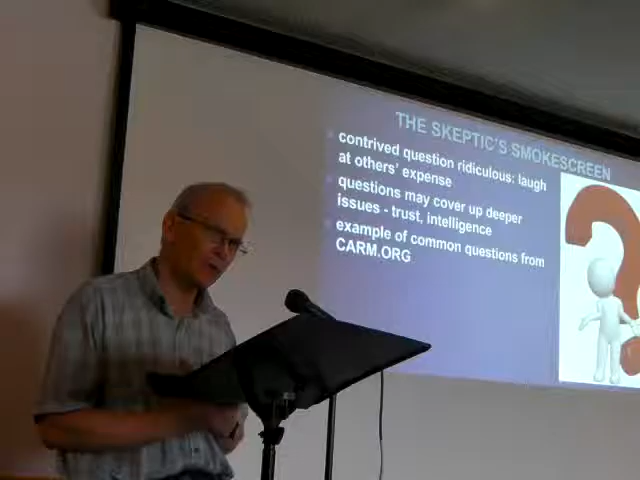 THE SKEPTIC'S SMOKESCREEN
contrived question ridiculous: laugh
at others' expense
questions may cover up deeper
issues - trust, intelligence
example of common questions from
CARM.ORG